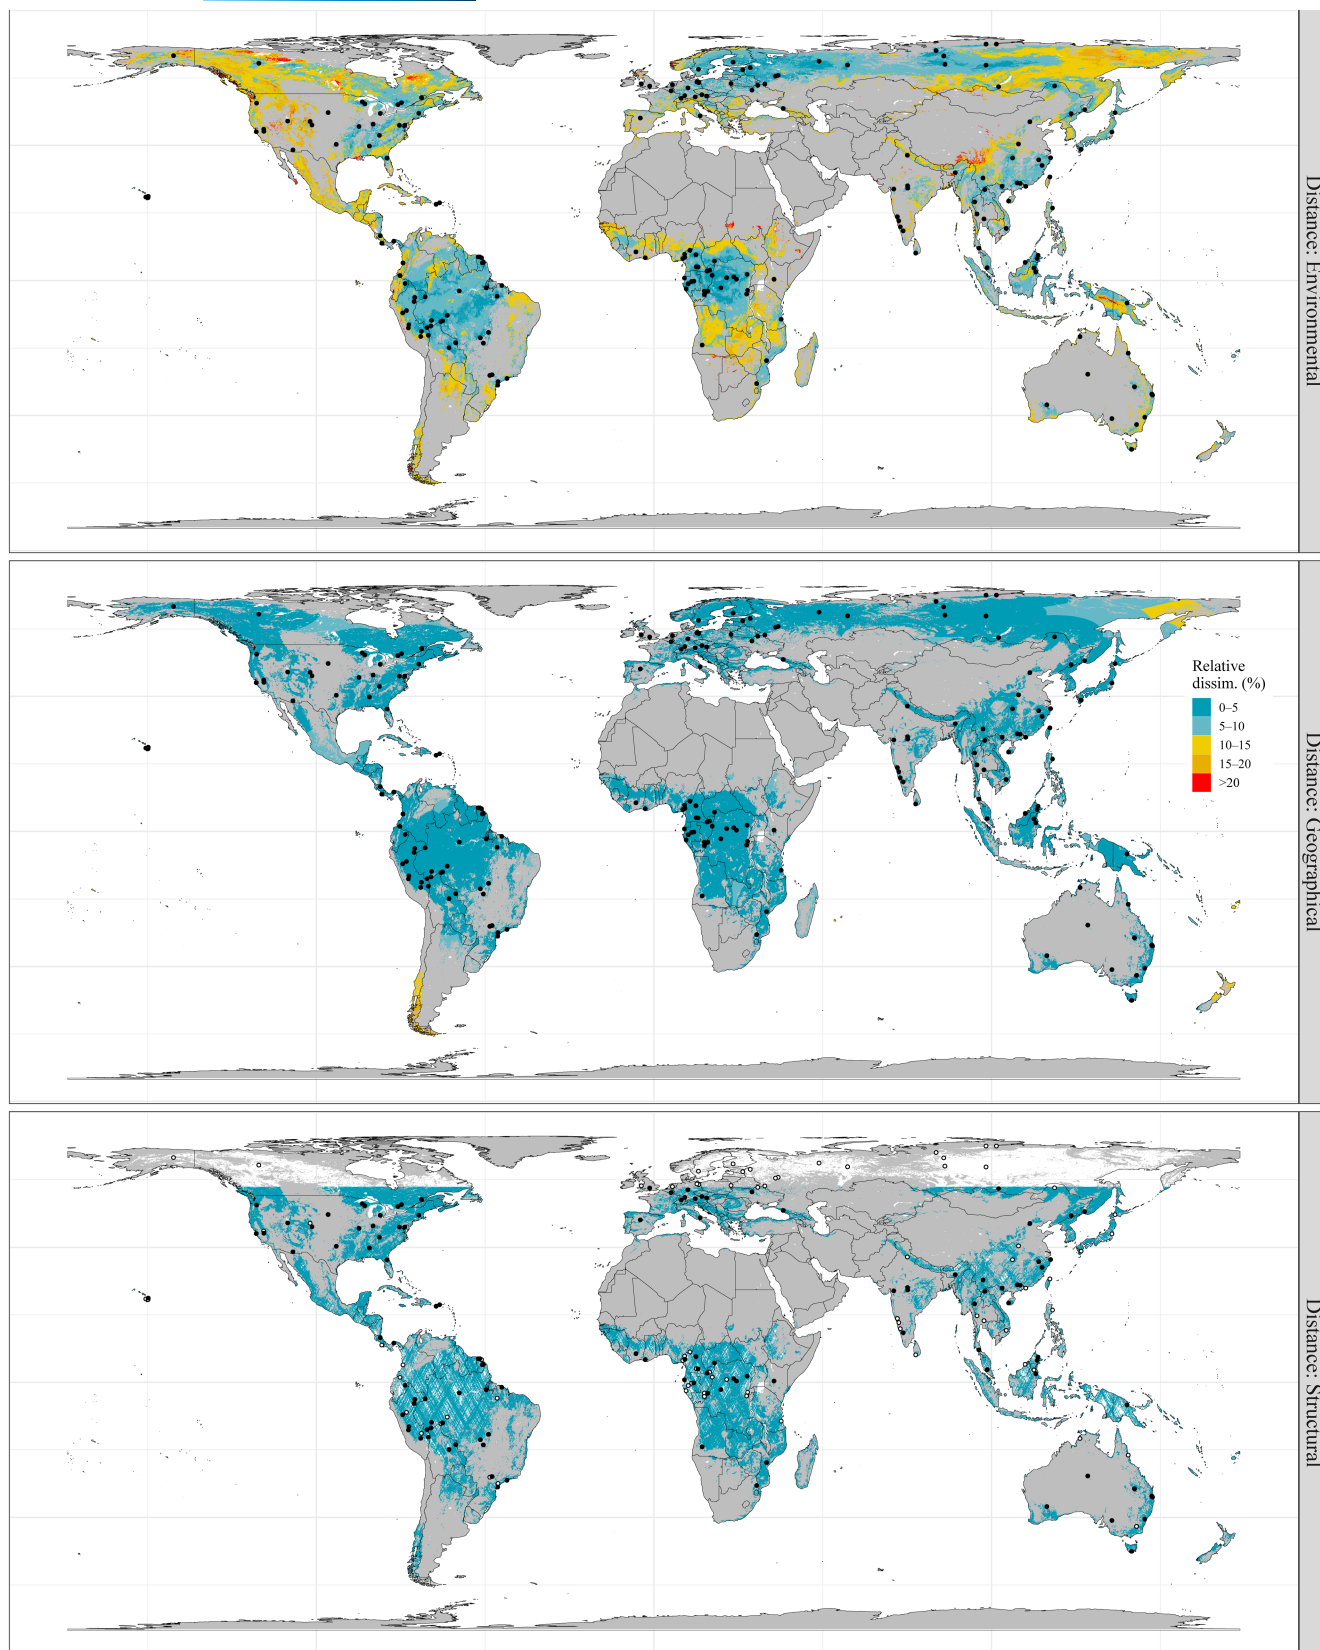 Distance: Environmental
Distance: Geographical
Relative
dissim. (%)
0–5
5–10
10–15
15–20
>20
Distance: Structural